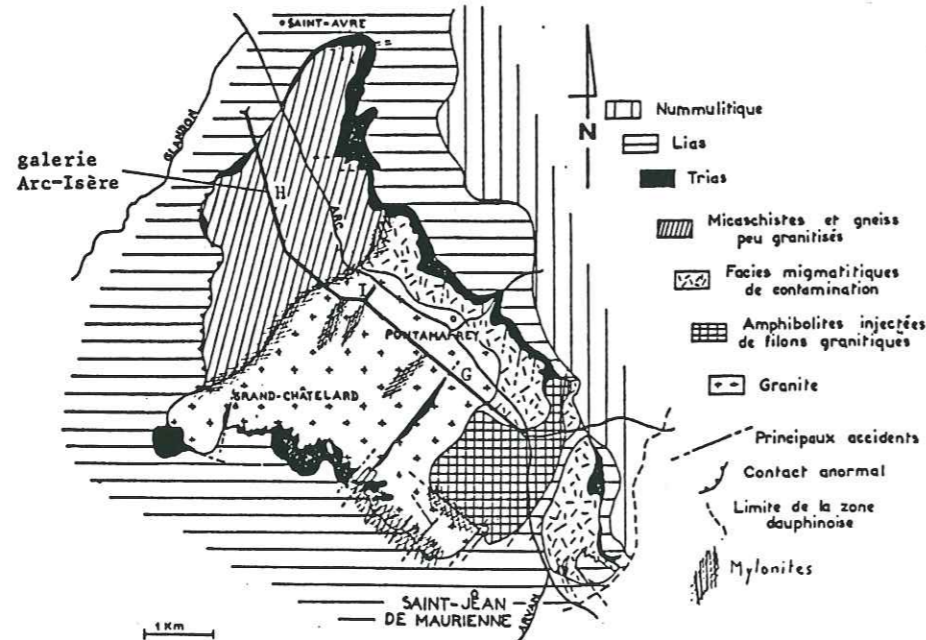 SAINT-AVRE
GLANDON
galerie
Arc-Isère
H
ARC
I
PONTAMAFREY
G
GRAND-CHÂTELARD
SAINT-JEAN
DE MAURIENNE
ARVAN
1 Km
N
Nummulitique
Lias
Trias
Micaschistes et gneiss
peu granitisés
Facies migmatitiques
de contamination
Amphibolites injectées
de filons granitiques
Granite
Principaux accidents
Contact anormal
Limite de la zone
dauphinoise
Mylonites